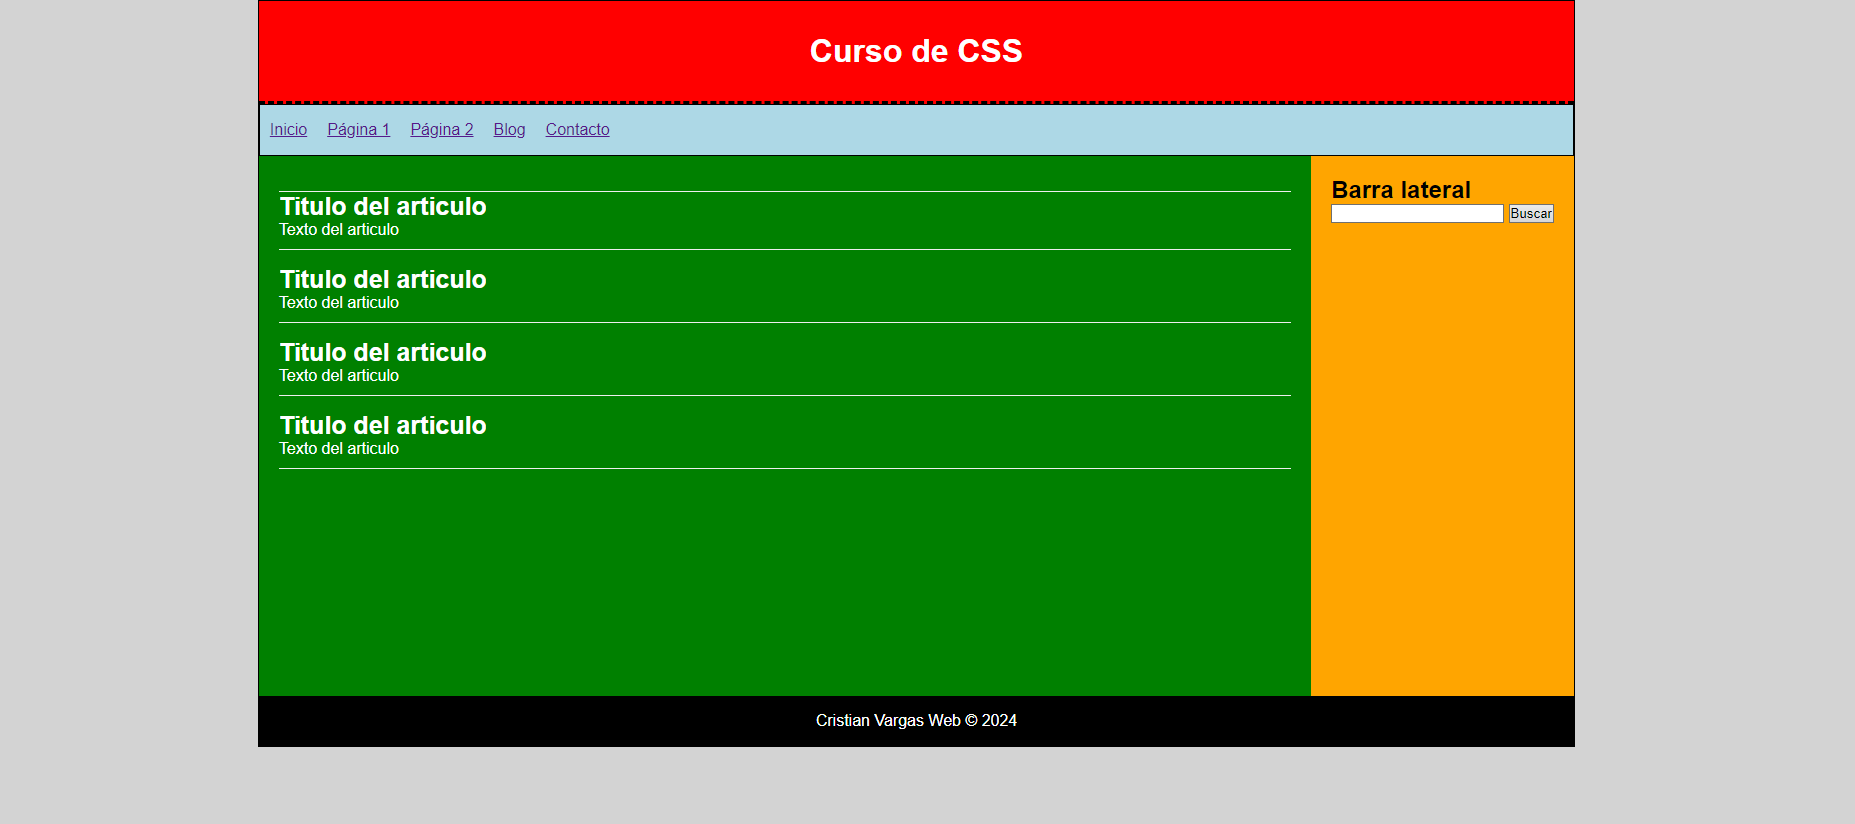 Curso de CSS
Inicio Página 1 Página 2 Blog Contacto
Titulo del articulo
Texto del articulo
Titulo del articulo
Texto del articulo
Titulo del articulo
Texto del articulo
Titulo del articulo
Texto del articulo
Barra lateral
Buscar
Cristian Vargas Web © 2024